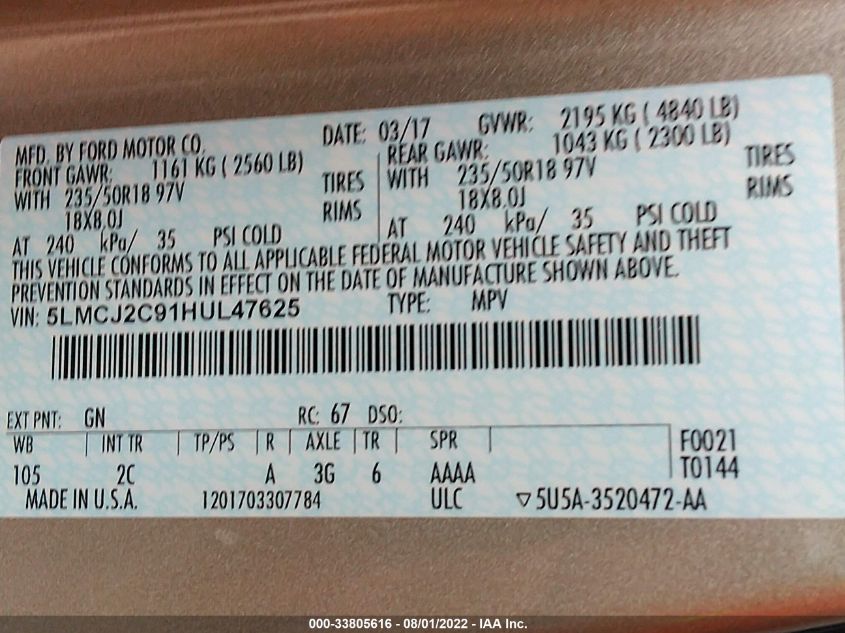 MFD. BY FORD MOTOR CO. DATE: 03/17 GVWR: 2195 KG ( 4840 LB)
FRONT GAWR: 1161 KG ( 2560 LB) REAR GAWR: 1043 KG ( 2300 LB)
WITH 235/50R18 97V TIRES WITH 235/50R18 97V TIRES
18X8.0J RIMS 18X8.0J RIMS
AT 240 kPa/ 35 PSI COLD AT 240 kPa/ 35 PSI COLD
THIS VEHICLE CONFORMS TO ALL APPLICABLE FEDERAL MOTOR VEHICLE SAFETY AND THEFT
PREVENTION STANDARDS IN EFFECT ON THE DATE OF MANUFACTURE SHOWN ABOVE.
VIN: 5LMCJ2C91HUL47625 TYPE: MPV
EXT PNT: GN RC: 67 DSO:
WB INT TR TP/PS R AXLE TR SPR F0021
105 2C A 3G 6 AAAA T0144
MADE IN U.S.A. 1201703307784 ULC ▽5U5A-3520472-AA
000-33805616 - 08/01/2022 - IAA Inc.